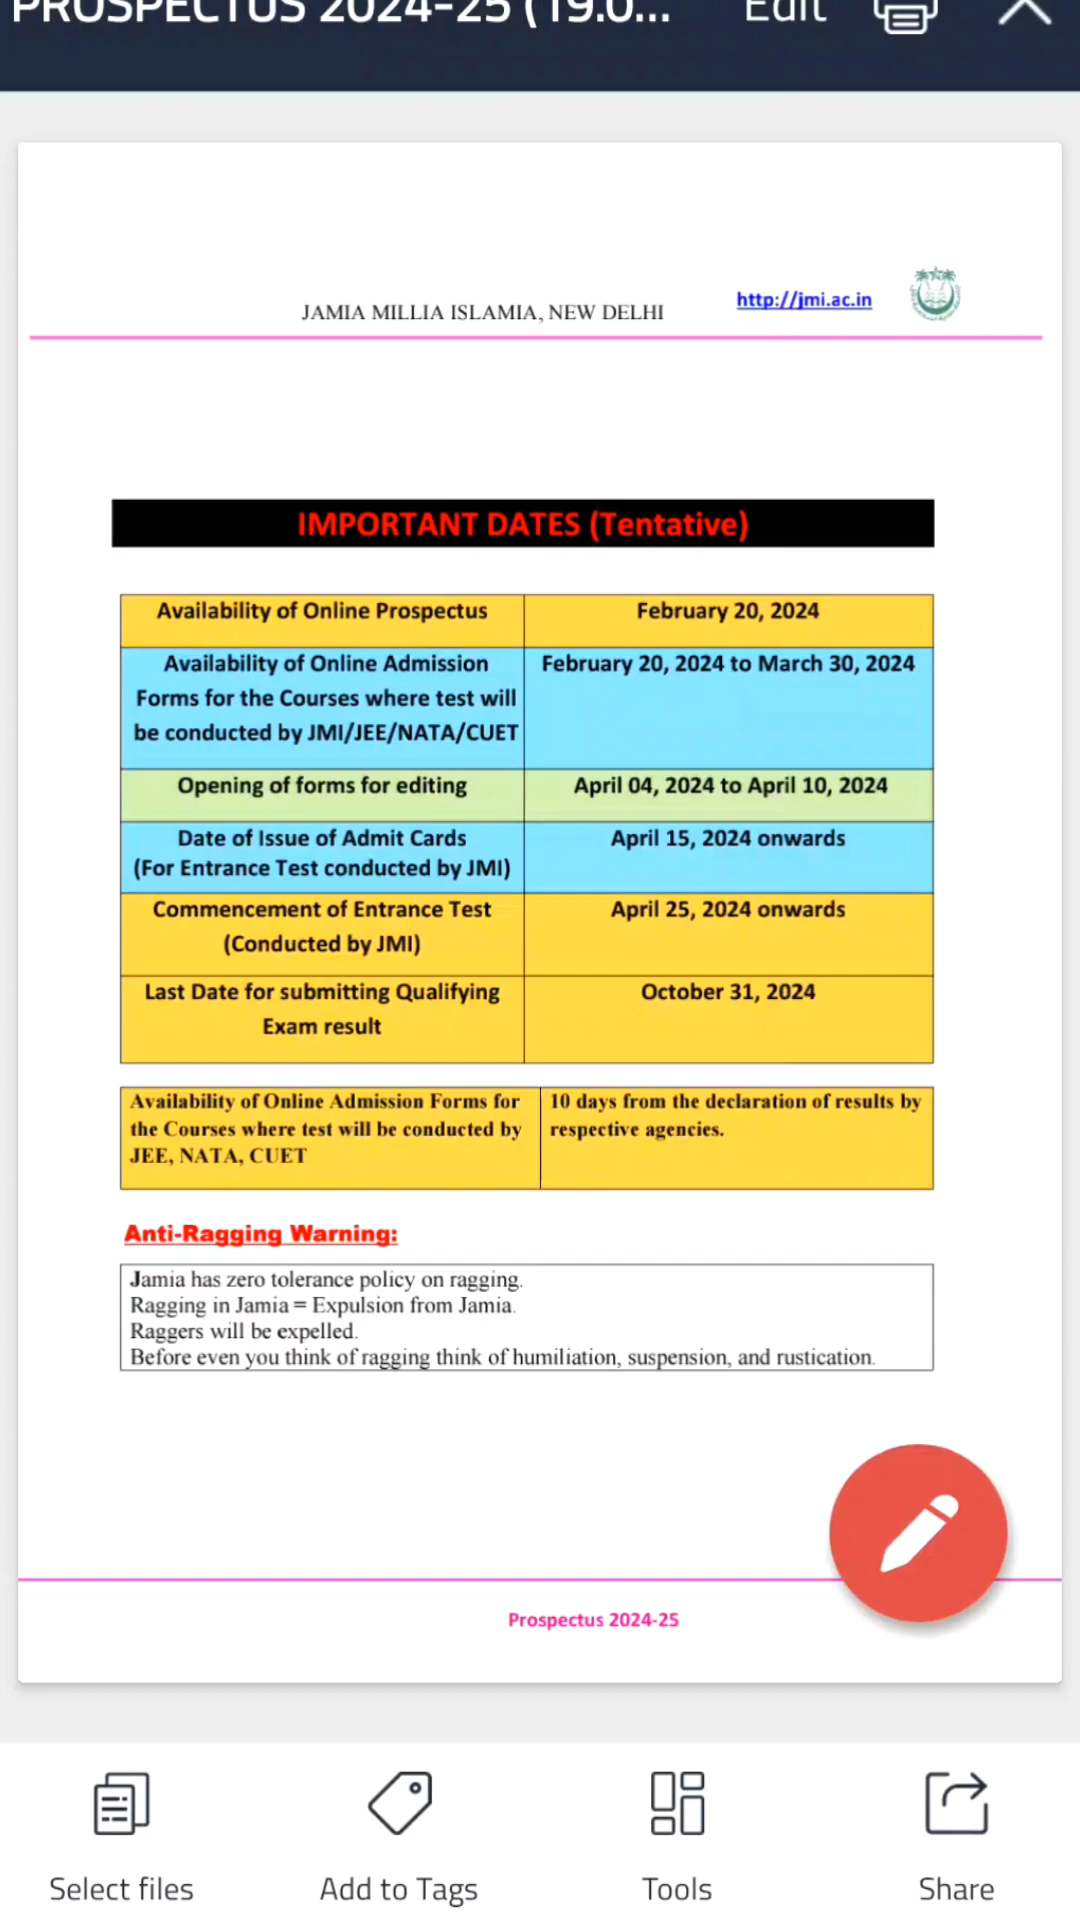 PROSPECTUS 2024-25 (19.0...
Edit
JAMIA MILLIA ISLAMIA, NEW DELHI
http://jmi.ac.in
IMPORTANT DATES (Tentative)
Availability of Online Prospectus
February 20, 2024
Availability of Online Admission
Forms for the Courses where test will
be conducted by JMI/JEE/NATA/CUET
February 20, 2024 to March 30, 2024
Opening of forms for editing
April 04, 2024 to April 10, 2024
Date of Issue of Admit Cards
(For Entrance Test conducted by JMI)
April 15, 2024 onwards
Commencement of Entrance Test
(Conducted by JMI)
April 25, 2024 onwards
Last Date for submitting Qualifying
Exam result
October 31, 2024
Availability of Online Admission Forms for
the Courses where test will be conducted by
JEE, NATA, CUET
10 days from the declaration of results by
respective agencies.
Anti-Ragging Warning:
Jamia has zero tolerance policy on ragging.
Ragging in Jamia = Expulsion from Jamia.
Raggers will be expelled.
Before even you think of ragging think of humiliation, suspension, and rustication.
Prospectus 2024-25
Select files
Add to Tags
Tools
Share